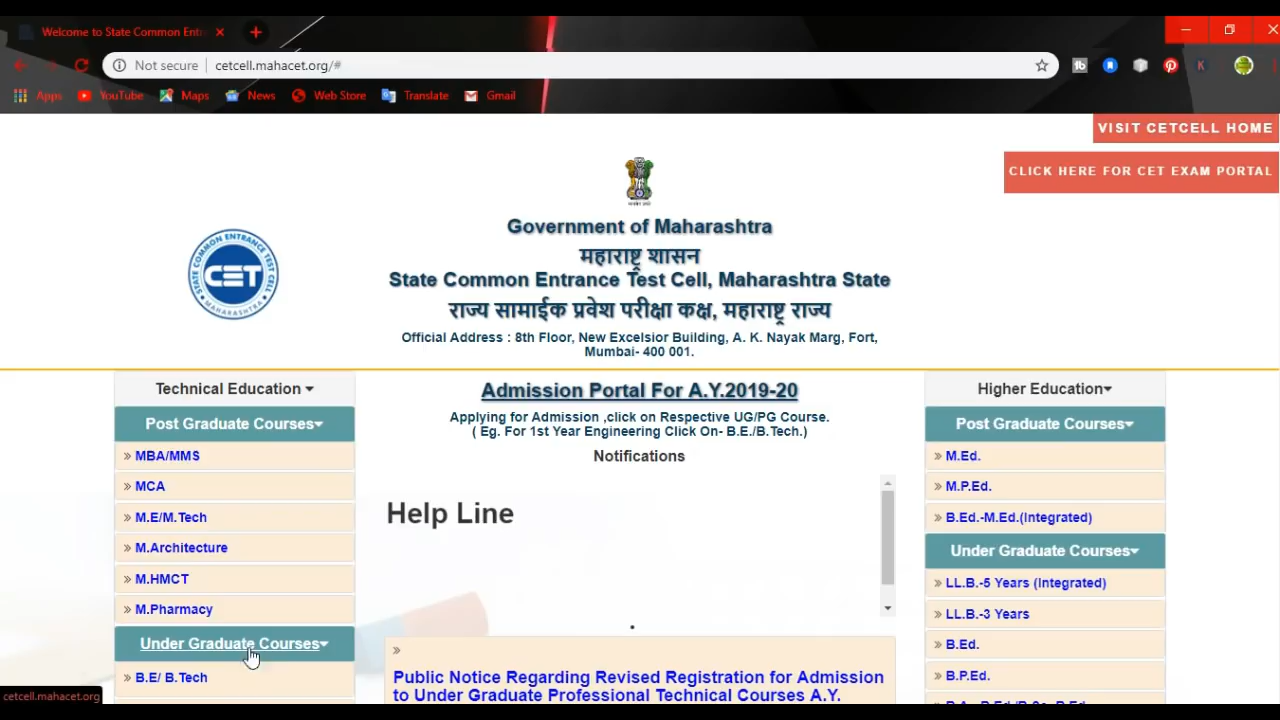 Welcome to State Common Entr
Not secure
cetcell.mahacet.org/#
Apps
YouTube
Maps
News
Web Store
Translate
Gmail
VISIT CETCELL HOME
CLICK HERE FOR CET EXAM PORTAL
STATE COMMON ENTRANCE TEST CELL
CET
MAHARASHTRA
Government of Maharashtra
महाराष्ट्र शासन
State Common Entrance Test Cell, Maharashtra State
राज्य सामाईक प्रवेश परीक्षा कक्ष, महाराष्ट्र राज्य
Official Address : 8th Floor, New Excelsior Building, A. K. Nayak Marg, Fort,
Mumbai- 400 001.
Technical Education
Post Graduate Courses
» MBA/MMS
» MCA
» M.E/M.Tech
» M.Architecture
» M.HMCT
» M.Pharmacy
Under Graduate Courses
» B.E/ B.Tech
cetcell.mahacet.org
Admission Portal For A.Y.2019-20
Applying for Admission ,click on Respective UG/PG Course.
( Eg. For 1st Year Engineering Click On- B.E./B.Tech.)
Notifications
Help Line
»
Public Notice Regarding Revised Registration for Admission
to Under Graduate Professional Technical Courses A.Y.
Higher Education
Post Graduate Courses
» M.Ed.
» M.P.Ed.
» B.Ed.-M.Ed.(Integrated)
Under Graduate Courses
» LL.B.-5 Years (Integrated)
» LL.B.-3 Years
» B.Ed.
» B.P.Ed.